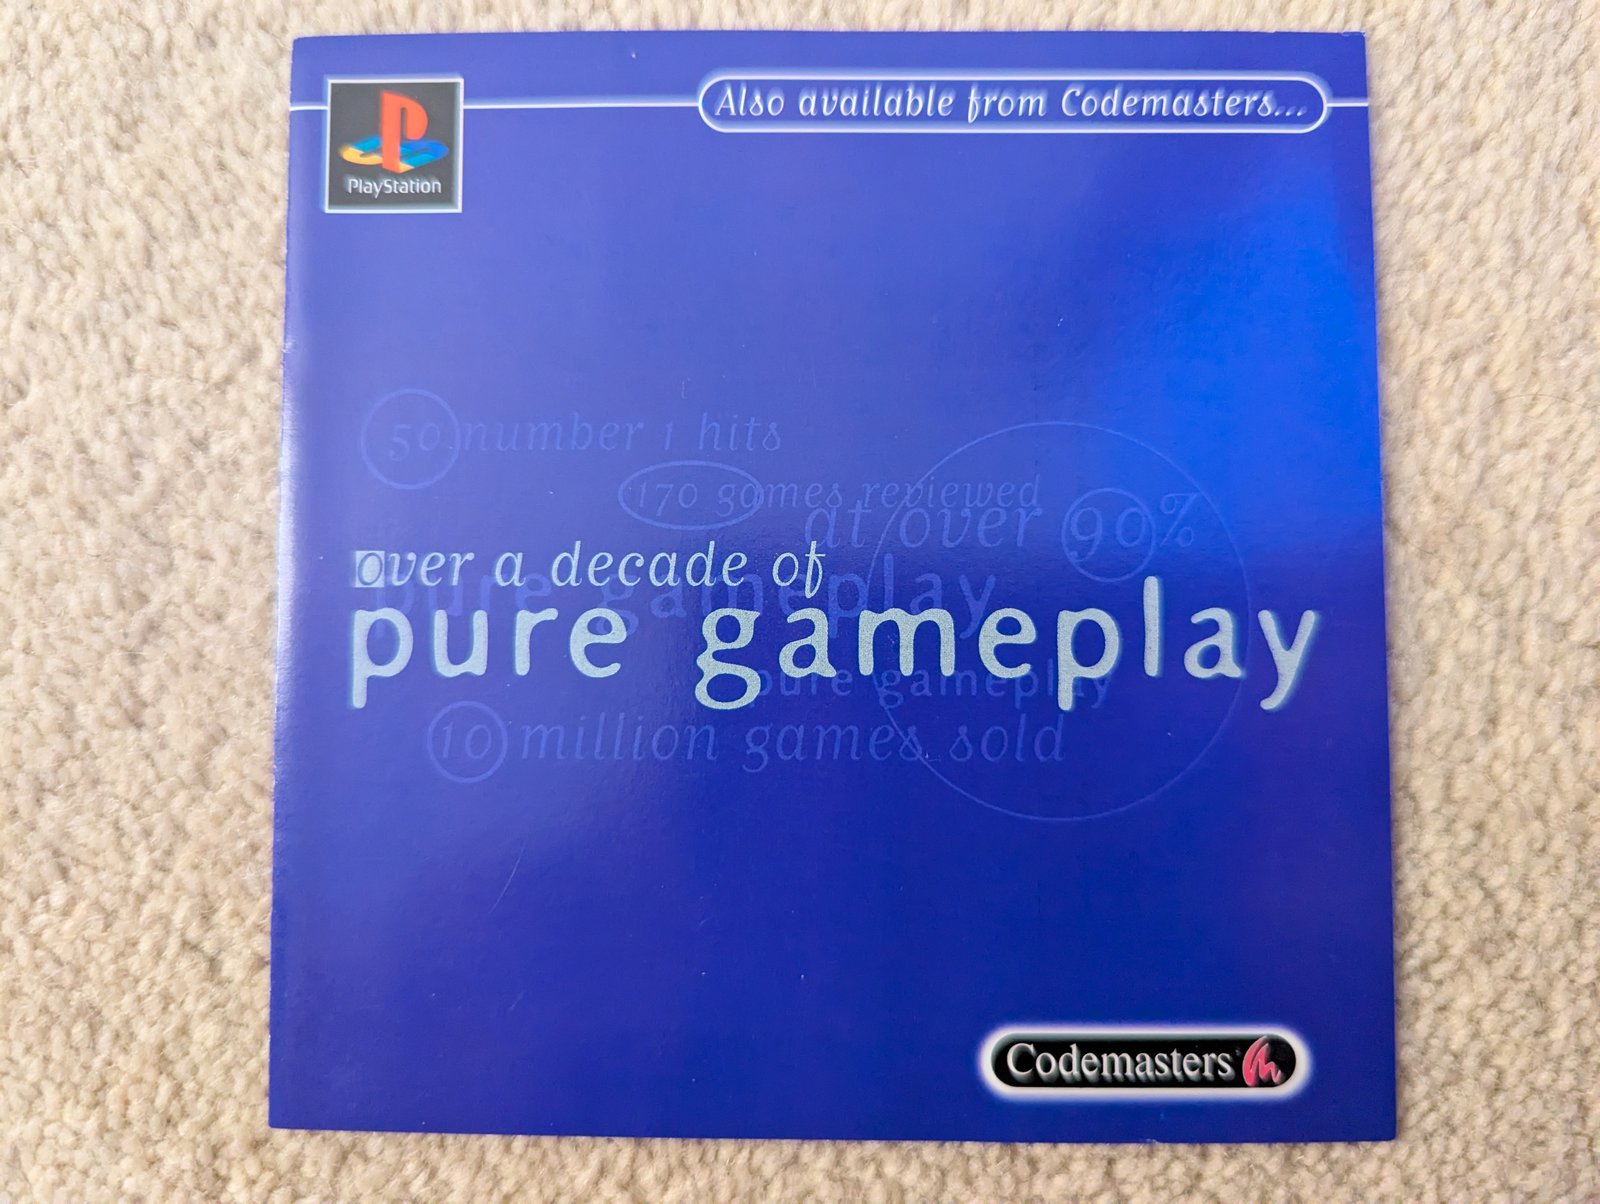 Also available from Codemasters...
PlayStation
50 number 1 hits
170 games reviewed
at over 90%
over a decade of
pure gameplay
pure gameplay
pure gameplay
10 million games sold
Codemasters